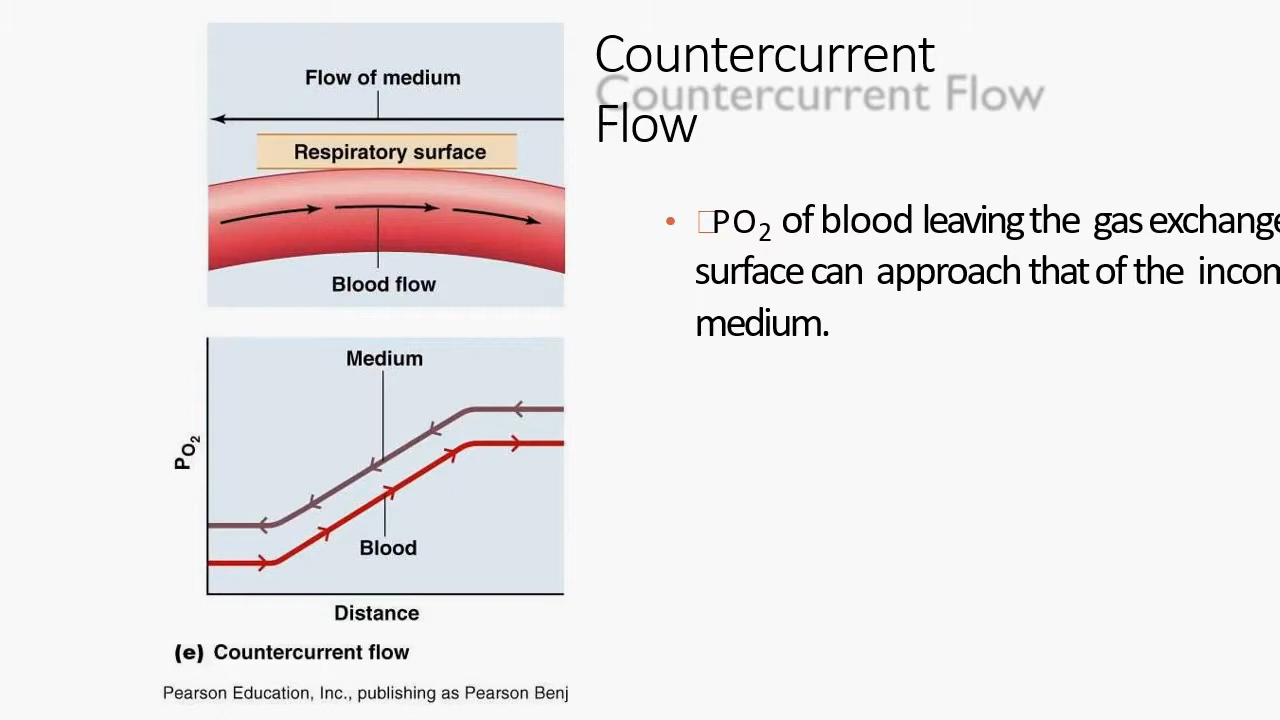 Countercurrent
Flow
Countercurrent Flow
• □PO2 of blood leaving the gas exchange
surface can approach that of the incom
medium.
Flow of medium
Respiratory surface
Blood flow
Medium
PO2
Blood
Distance
(e) Countercurrent flow
Pearson Education, Inc., publishing as Pearson Benj